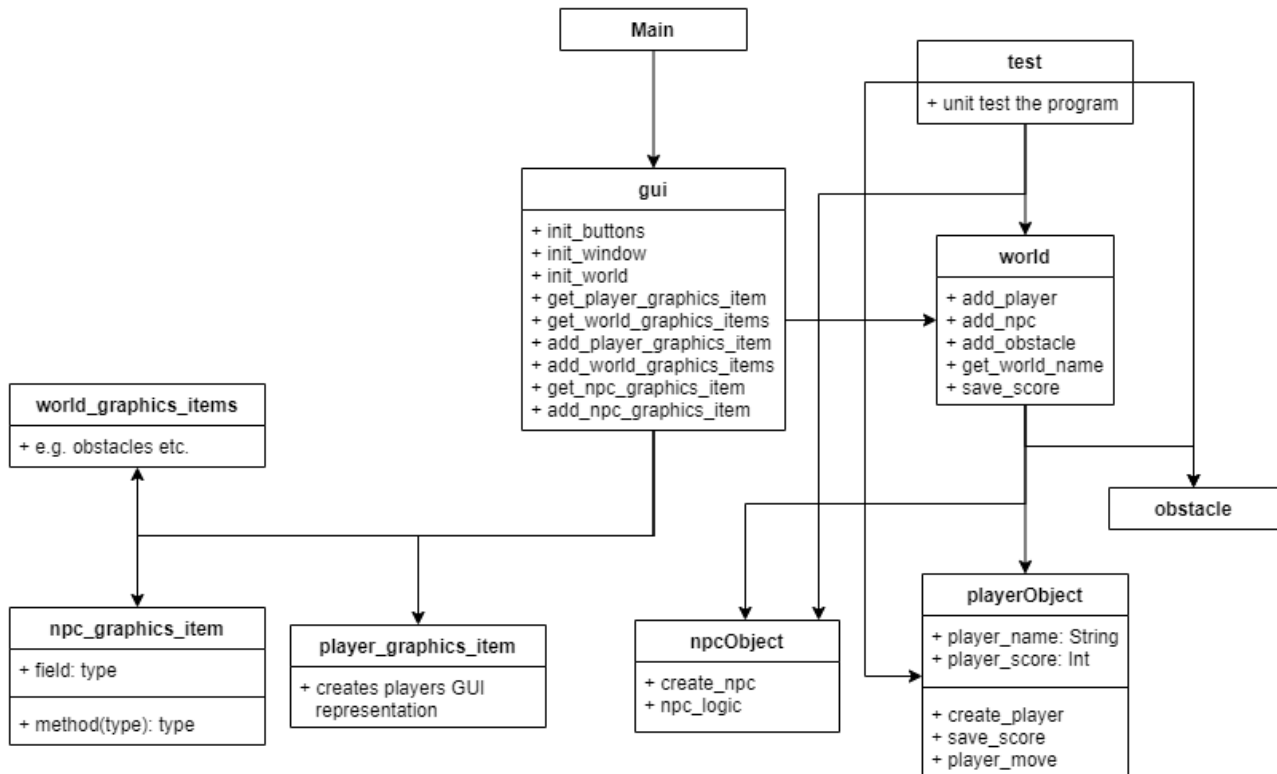 Main
test
+ unit test the program
gui
+ init_buttons
+ init_window
+ init_world
+ get_player_graphics_item
+ get_world_graphics_items
+ add_player_graphics_item
+ add_world_graphics_items
+ get_npc_graphics_item
+ add_npc_graphics_item
world
+ add_player
+ add_npc
+ add_obstacle
+ get_world_name
+ save_score
world_graphics_items
+ e.g. obstacles etc.
obstacle
npc_graphics_item
+ field: type
+ method(type): type
player_graphics_item
+ creates players GUI
representation
npcObject
+ create_npc
+ npc_logic
playerObject
+ player_name: String
+ player_score: Int
+ create_player
+ save_score
+ player_move